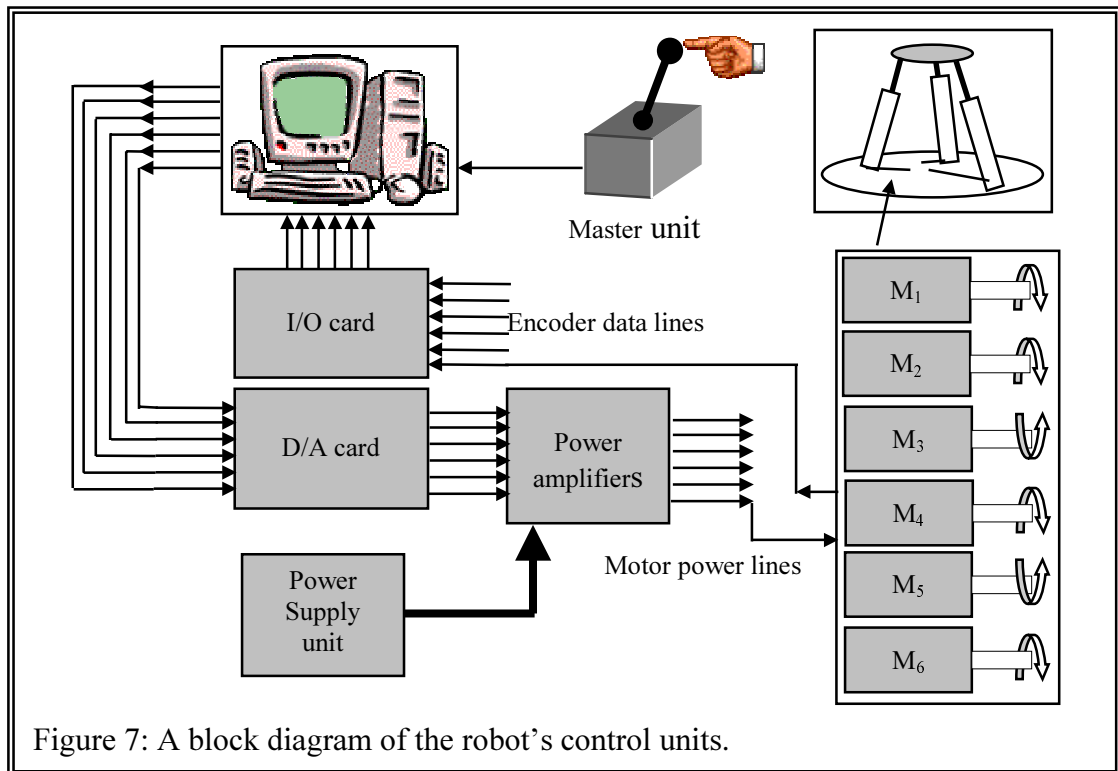 Master unit
I/O card
Encoder data lines
D/A card
Power
amplifiers
Motor power lines
Power
Supply
unit
M₁
M₂
M₃
M₄
M₅
M₆
Figure 7: A block diagram of the robot’s control units.